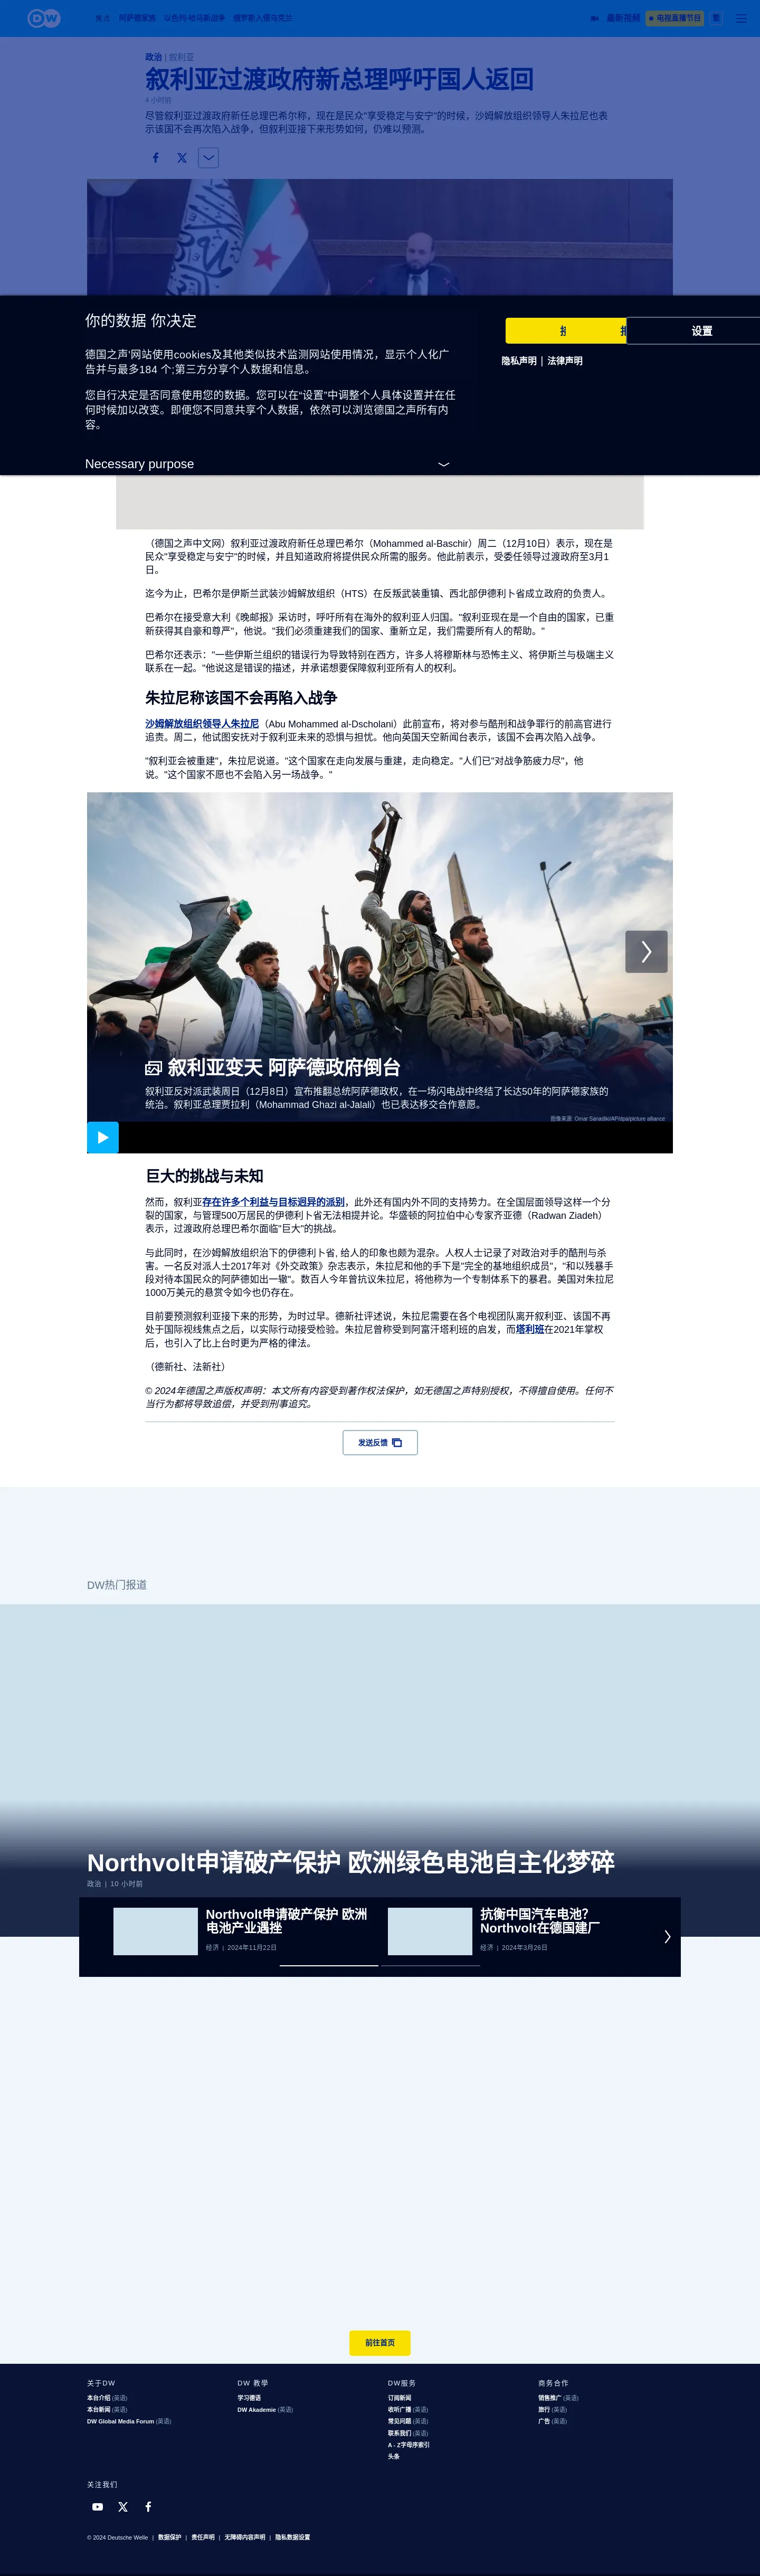 DW
焦点 阿萨德家族 以色列-哈马斯战争 俄罗斯入侵乌克兰 最新视频 电视直播节目 繁
政治 | 叙利亚
叙利亚过渡政府新总理呼吁国人返回
4 小时前
尽管叙利亚过渡政府新任总理巴希尔称，现在是民众"享受稳定与安宁"的时候，沙姆解放组织领导人朱拉尼也表
示该国不会再次陷入战争，但叙利亚接下来形势如何，仍难以预测。
你的数据 你决定
德国之声'网站使用cookies及其他类似技术监测网站使用情况，显示个人化广
告并与最多184 个;第三方分享个人数据和信息。
您自行决定是否同意使用您的数据。您可以在“设置”中调整个人具体设置并在任
何时候加以改变。即便您不同意共享个人数据，依然可以浏览德国之声所有内
容。
Necessary purpose
设置
隐私声明 | 法律声明
（德国之声中文网）叙利亚过渡政府新任总理巴希尔（Mohammed al-Baschir）周二（12月10日）表示，现在是
民众"享受稳定与安宁"的时候，并且知道政府将提供民众所需的服务。他此前表示，受委任领导过渡政府至3月1
日。
迄今为止，巴希尔是伊斯兰武装沙姆解放组织（HTS）在反叛武装重镇、西北部伊德利卜省成立政府的负责人。
巴希尔在接受意大利《晚邮报》采访时，呼吁所有在海外的叙利亚人归国。"叙利亚现在是一个自由的国家，已重
新获得其自豪和尊严"，他说。"我们必须重建我们的国家、重新立足，我们需要所有人的帮助。"
巴希尔还表示："一些伊斯兰组织的错误行为导致特别在西方，许多人将穆斯林与恐怖主义、将伊斯兰与极端主义
联系在一起。"他说这是错误的描述，并承诺想要保障叙利亚所有人的权利。
朱拉尼称该国不会再陷入战争
沙姆解放组织领导人朱拉尼（Abu Mohammed al-Dscholani）此前宣布，将对参与酷刑和战争罪行的前高官进行
追责。周二，他试图安抚对于叙利亚未来的恐惧与担忧。他向英国天空新闻台表示，该国不会再次陷入战争。
"叙利亚会被重建"，朱拉尼说道。"这个国家在走向发展与重建，走向稳定。"人们已"对战争筋疲力尽"，他
说。"这个国家不愿也不会陷入另一场战争。"
叙利亚变天 阿萨德政府倒台
叙利亚反对派武装周日（12月8日）宣布推翻总统阿萨德政权，在一场闪电战中终结了长达50年的阿萨德家族的
统治。叙利亚总理贾拉利（Mohammad Ghazi al-Jalali）也已表达移交合作意愿。
图像来源: Omar Sanadiki/AP/dpa/picture alliance
巨大的挑战与未知
然而，叙利亚存在许多个利益与目标迥异的派别，此外还有国内外不同的支持势力。在全国层面领导这样一个分
裂的国家，与管理500万居民的伊德利卜省无法相提并论。华盛顿的阿拉伯中心专家齐亚德（Radwan Ziadeh）
表示，过渡政府总理巴希尔面临"巨大"的挑战。
与此同时，在沙姆解放组织治下的伊德利卜省, 给人的印象也颇为混杂。人权人士记录了对政治对手的酷刑与杀
害。一名反对派人士2017年对《外交政策》杂志表示，朱拉尼和他的手下是"完全的基地组织成员"，"和以残暴手
段对待本国民众的阿萨德如出一辙"。数百人今年曾抗议朱拉尼，将他称为一个专制体系下的暴君。美国对朱拉尼
1000万美元的悬赏令如今也仍存在。
目前要预测叙利亚接下来的形势，为时过早。德新社评述说，朱拉尼需要在各个电视团队离开叙利亚、该国不再
处于国际视线焦点之后，以实际行动接受检验。朱拉尼曾称受到阿富汗塔利班的启发，而塔利班在2021年掌权
后，也引入了比上台时更为严格的律法。
（德新社、法新社）
© 2024年德国之声版权声明：本文所有内容受到著作权法保护，如无德国之声特别授权，不得擅自使用。任何不
当行为都将导致追偿，并受到刑事追究。
发送反馈
DW热门报道
Northvolt申请破产保护 欧洲绿色电池自主化梦碎
政治 | 10 小时前
Northvolt申请破产保护 欧洲
电池产业遇挫
经济 | 2024年11月22日
抗衡中国汽车电池?
Northvolt在德国建厂
经济 | 2024年3月26日
前往首页
关于DW
本台介绍 (英语)
本台新闻 (英语)
DW Global Media Forum (英语)
DW 教學
学习德语
DW Akademie (英语)
DW服务
订阅新闻
收听广播 (英语)
常见问题 (英语)
联系我们 (英语)
A - Z字母序索引
头条
商务合作
销售推广 (英语)
旅行 (英语)
广告 (英语)
关注我们
© 2024 Deutsche Welle | 数据保护 | 责任声明 | 无障碍内容声明 | 隐私数据设置